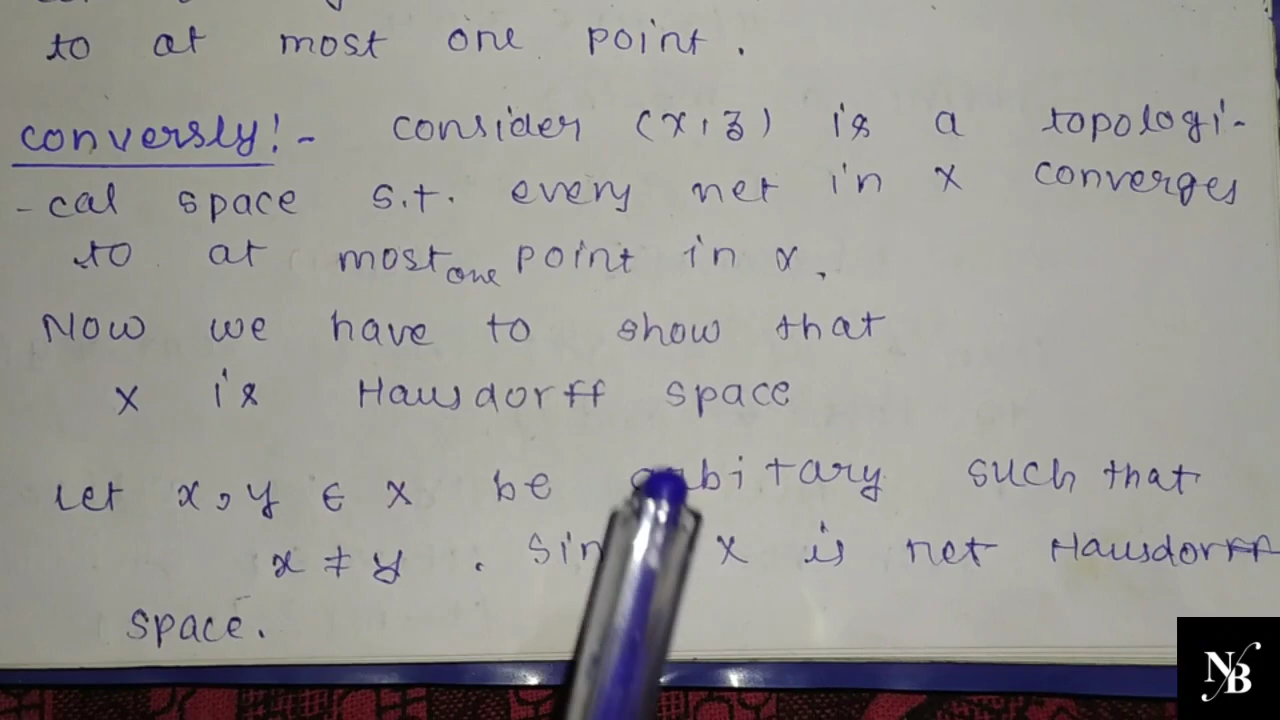 to at most one point.
conversly!- consider (X, ℑ) is a topologi-
-cal space s.t. every net in X converges
to at most one point in X.
Now we have to show that
X is Hausdorff space
Let x, y ∈ X be arbitary such that
x ≠ y. Sin X is not Hausdorff
space.
NB